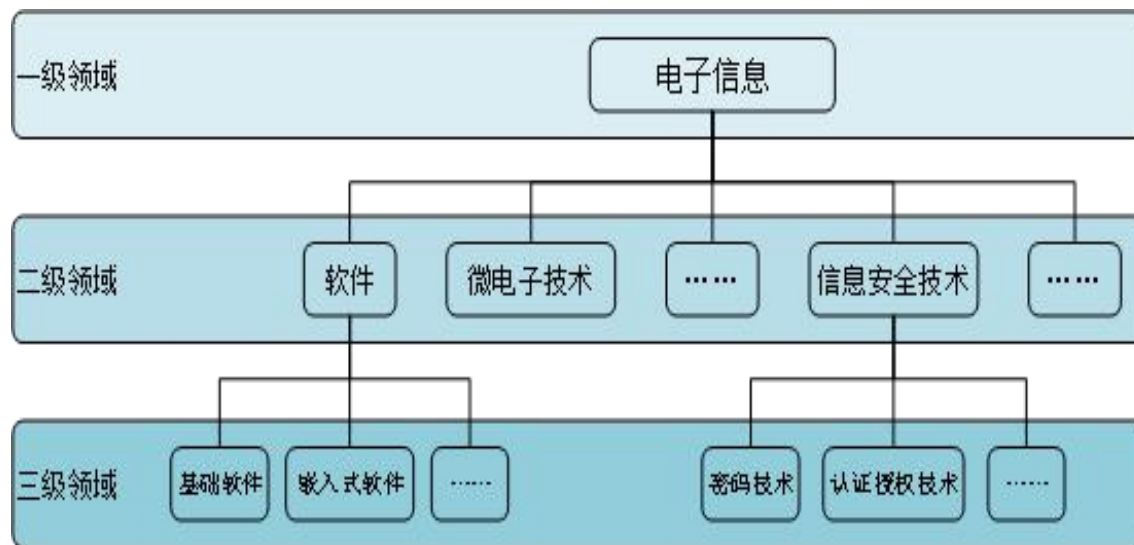 一级领域
电子信息
二级领域
软件
微电子技术
……
信息安全技术
……
三级领域
基础软件
嵌入式软件
……
密码技术
认证授权技术
……